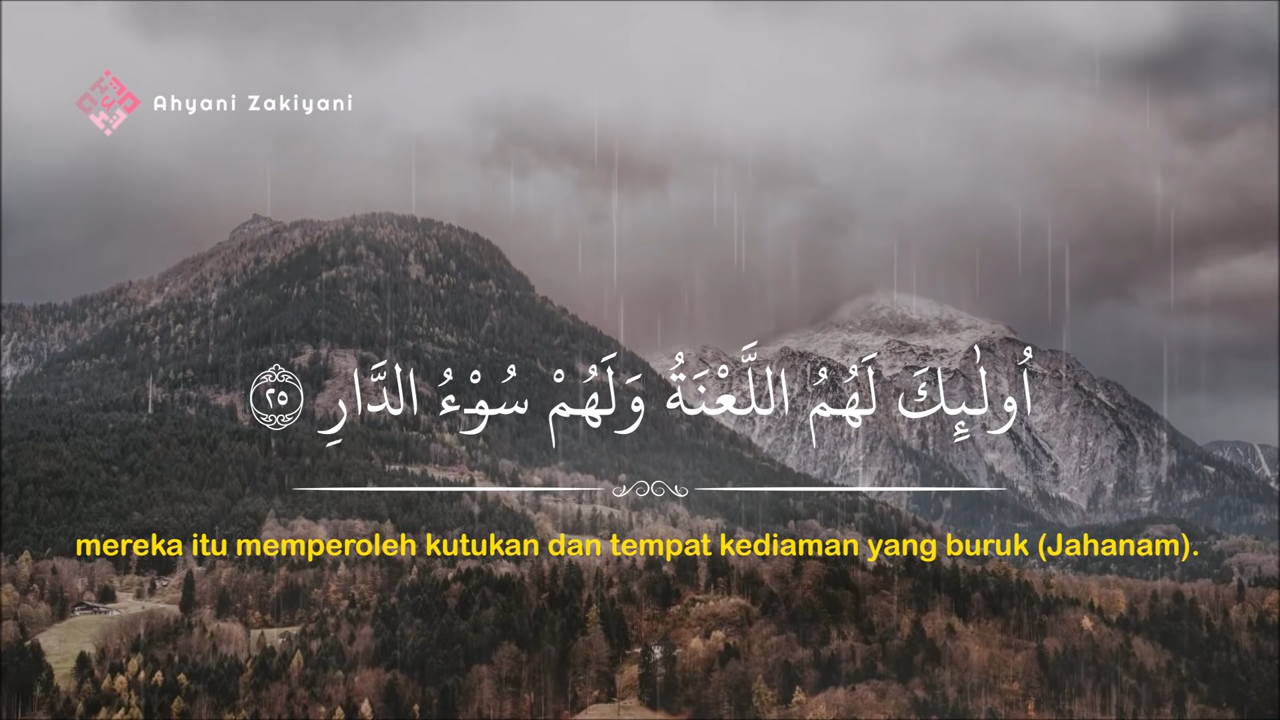 Ahyani Zakiyani
اُولٰۤىِٕكَ لَهُمُ اللَّعْنَةُ وَلَهُمْ سُوْۤءُ الدَّارِ ٢٥
mereka itu memperoleh kutukan dan tempat kediaman yang buruk (Jahanam).